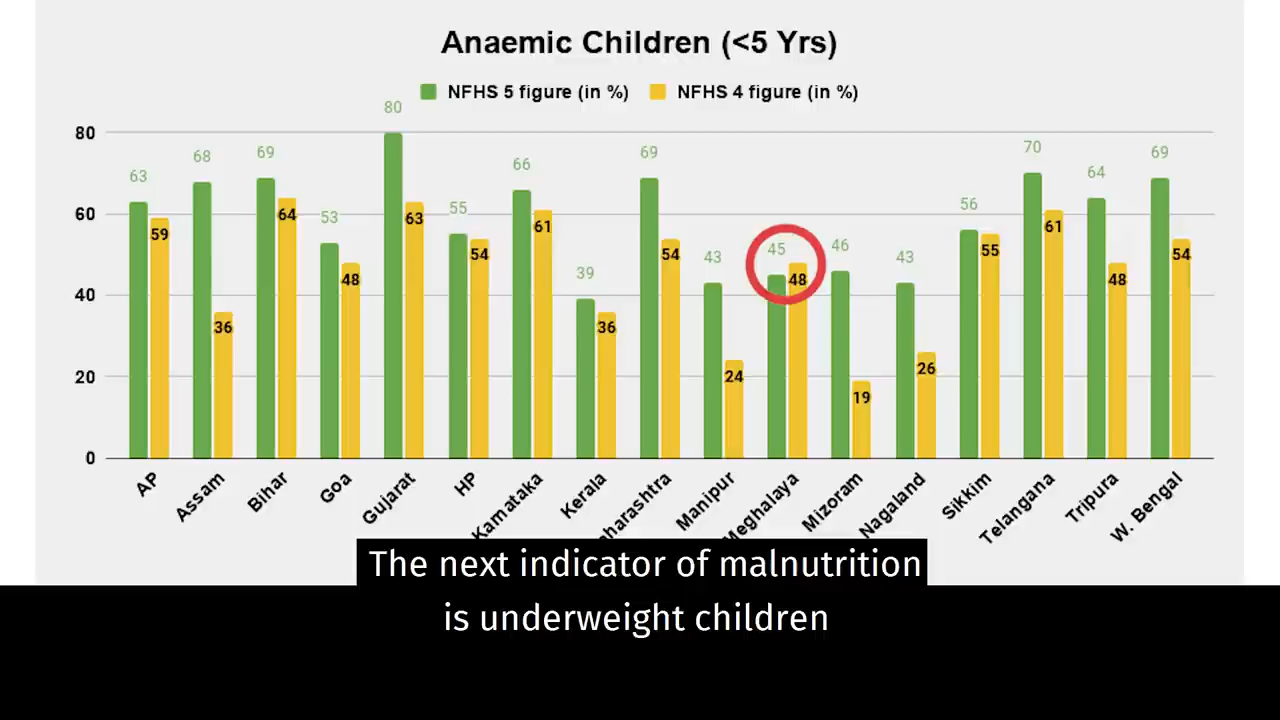 Anaemic Children (<5 Yrs)
NFHS 5 figure (in %) NFHS 4 figure (in %)
80
60
40
20
0
63 59
68 36
69 64
53 48
80 63
55 54
66 61
39 36
69 54
43 24
45 48
46 19
43 26
56 55
70 61
64 48
69 54
AP
Assam
Bihar
Goa
Gujarat
HP
Karnataka
Kerala
aharashtra
Manipur
Meghalaya
Mizoram
Nagaland
Sikkim
Telangana
Tripura
W. Bengal
The next indicator of malnutrition
is underweight children